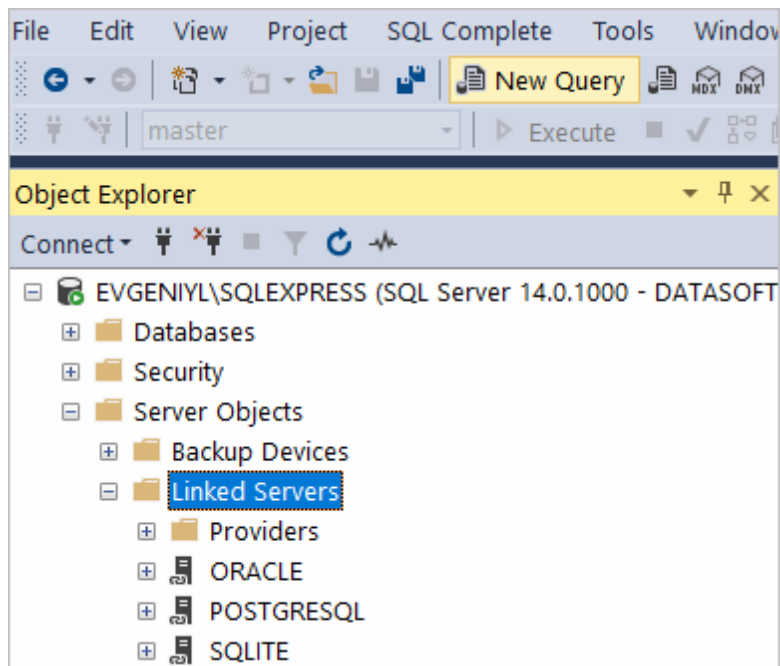 File Edit View Project SQL Complete Tools Window
New Query MDX DMX
master Execute
Object Explorer
Connect
EVGENIYL\SQLEXPRESS (SQL Server 14.0.1000 - DATASOFT
Databases
Security
Server Objects
Backup Devices
Linked Servers
Providers
ORACLE
POSTGRESQL
SQLITE